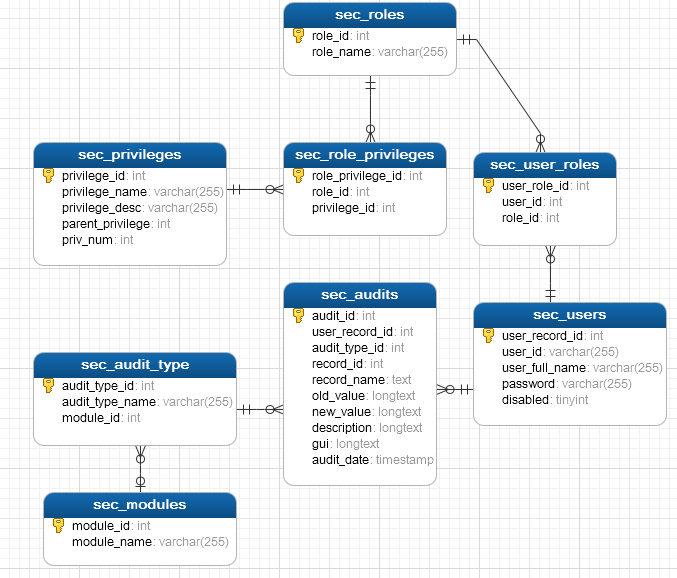 sec_roles
role_id: int
role_name: varchar(255)
sec_privileges
privilege_id: int
privilege_name: varchar(255)
privilege_desc: varchar(255)
parent_privilege: int
priv_num: int
sec_role_privileges
role_privilege_id: int
role_id: int
privilege_id: int
sec_user_roles
user_role_id: int
user_id: int
role_id: int
sec_audits
audit_id: int
user_record_id: int
audit_type_id: int
record_id: int
record_name: text
old_value: longtext
new_value: longtext
description: longtext
gui: longtext
audit_date: timestamp
sec_users
user_record_id: int
user_id: varchar(255)
user_full_name: varchar(255)
password: varchar(255)
disabled: tinyint
sec_audit_type
audit_type_id: int
audit_type_name: varchar(255)
module_id: int
sec_modules
module_id: int
module_name: varchar(255)